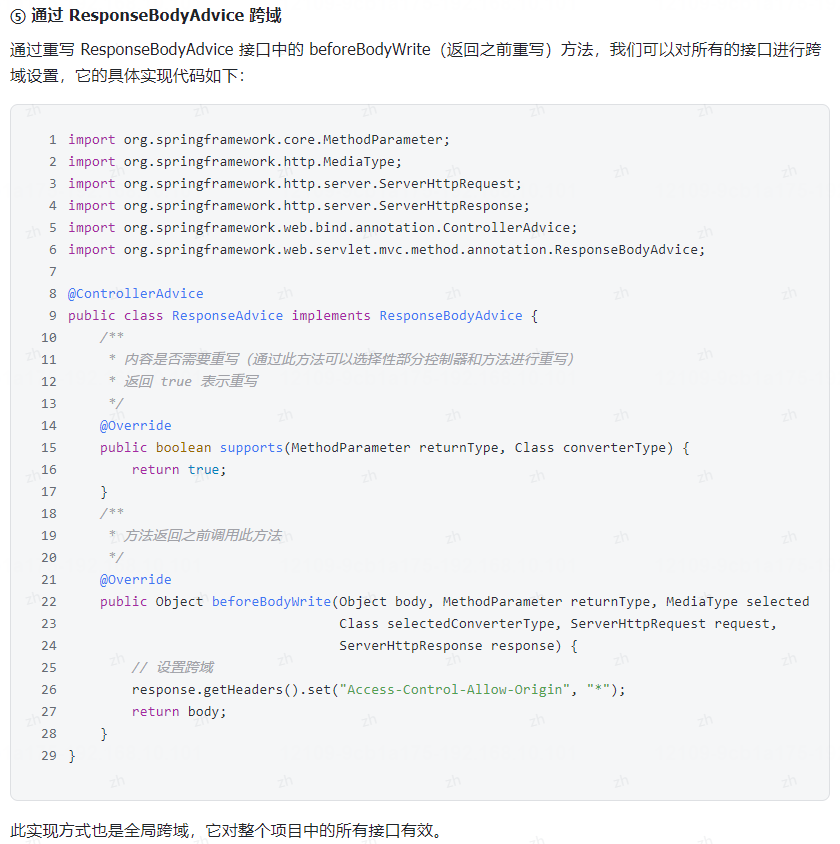 ⑤ 通过 ResponseBodyAdvice 跨域
通过重写 ResponseBodyAdvice 接口中的 beforeBodyWrite（返回之前重写）方法，我们可以对所有的接口进行跨
域设置，它的具体实现代码如下：
1 import org.springframework.core.MethodParameter;
2 import org.springframework.http.MediaType;
3 import org.springframework.http.server.ServerHttpRequest;
4 import org.springframework.http.server.ServerHttpResponse;
5 import org.springframework.web.bind.annotation.ControllerAdvice;
6 import org.springframework.web.servlet.mvc.method.annotation.ResponseBodyAdvice;
7
8 @ControllerAdvice
9 public class ResponseAdvice implements ResponseBodyAdvice {
10     /**
11      * 内容是否需要重写（通过此方法可以选择性部分控制器和方法进行重写）
12      * 返回 true 表示重写
13      */
14     @Override
15     public boolean supports(MethodParameter returnType, Class converterType) {
16         return true;
17     }
18     /**
19      * 方法返回之前调用此方法
20      */
21     @Override
22     public Object beforeBodyWrite(Object body, MethodParameter returnType, MediaType selected
23                                   Class selectedConverterType, ServerHttpRequest request,
24                                   ServerHttpResponse response) {
25         // 设置跨域
26         response.getHeaders().set("Access-Control-Allow-Origin", "*");
27         return body;
28     }
29 }
此实现方式也是全局跨域，它对整个项目中的所有接口有效。